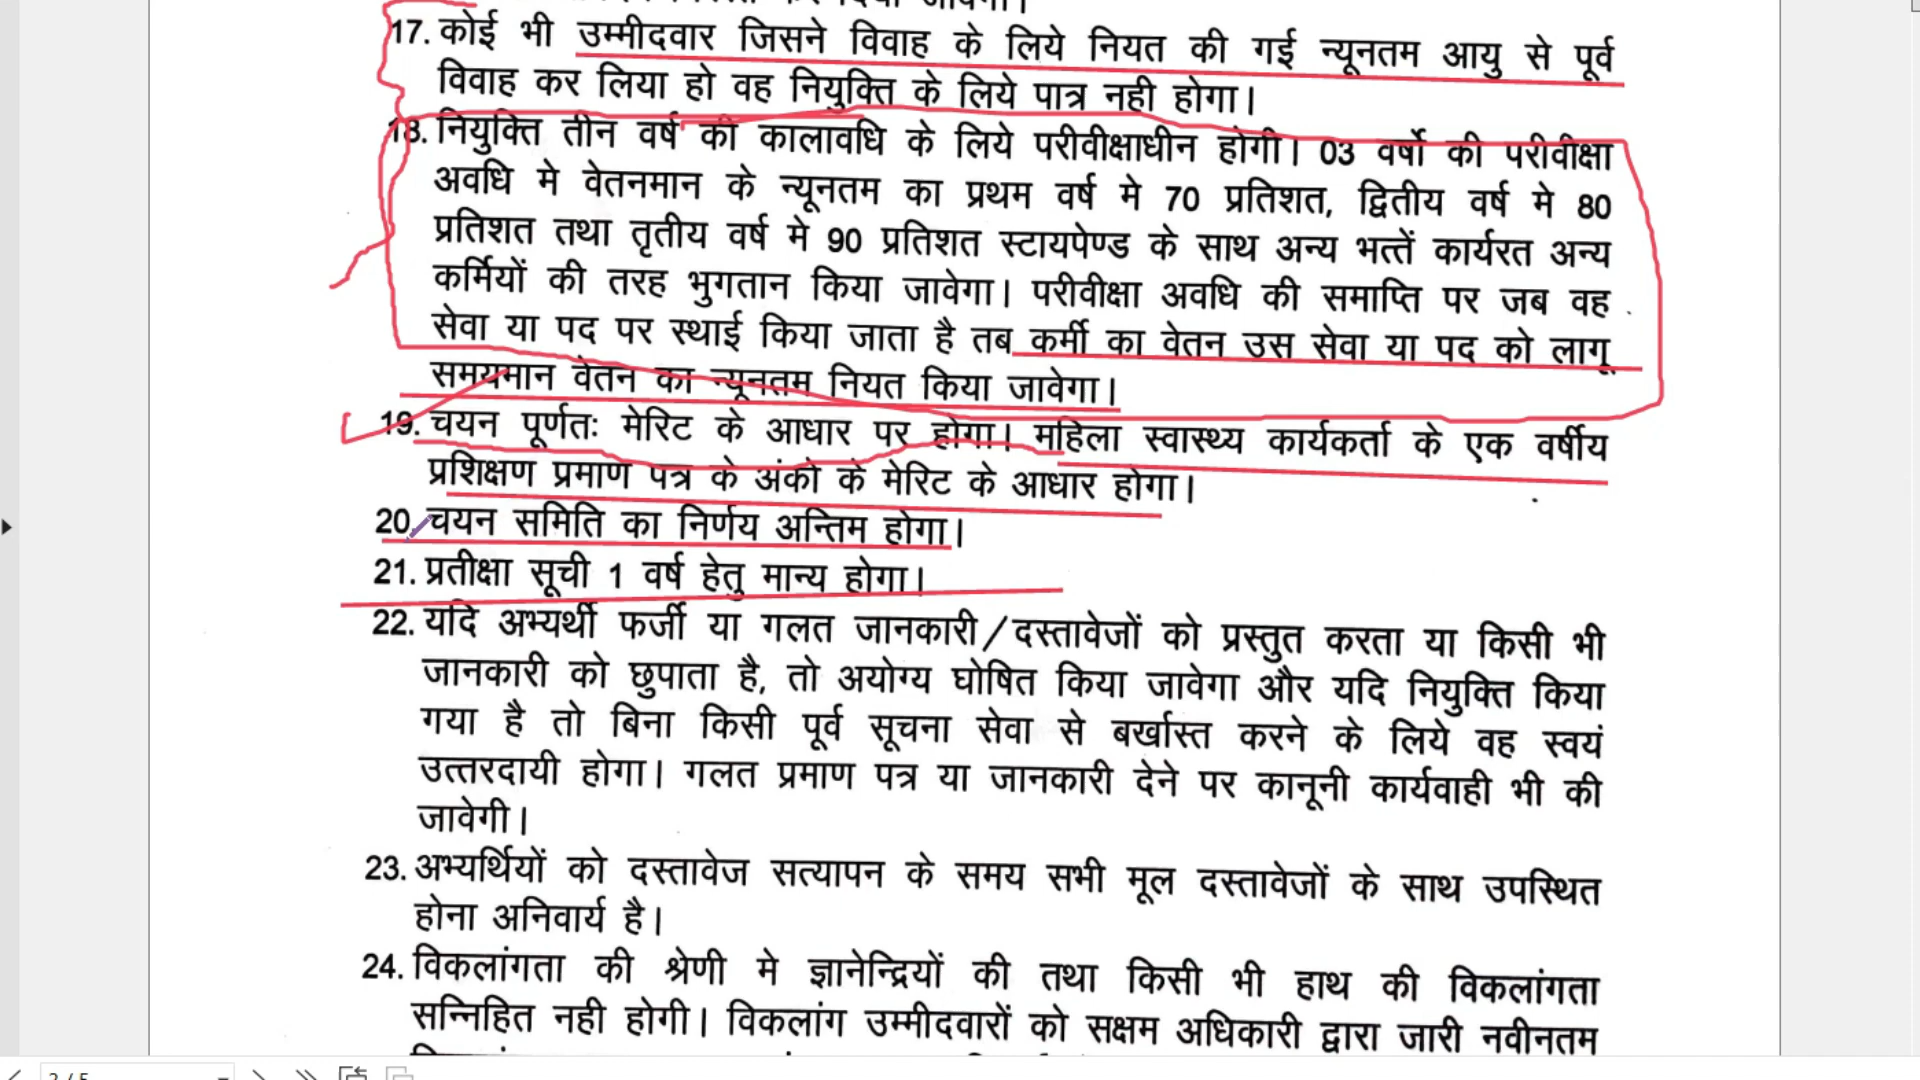 17. कोई भी उम्मीदवार जिसने विवाह के लिये नियत की गई न्यूनतम आयु से पूर्व
विवाह कर लिया हो वह नियुक्ति के लिये पात्र नही होगा।
18. नियुक्ति तीन वर्ष की कालावधि के लिये परीवीक्षाधीन होगी। 03 वर्षो की परीवीक्षा
अवधि मे वेतनमान के न्यूनतम का प्रथम वर्ष मे 70 प्रतिशत, द्वितीय वर्ष मे 80
प्रतिशत तथा तृतीय वर्ष मे 90 प्रतिशत स्टायपेण्ड के साथ अन्य भत्तें कार्यरत अन्य
कर्मियों की तरह भुगतान किया जावेगा। परीवीक्षा अवधि की समाप्ति पर जब वह
सेवा या पद पर स्थाई किया जाता है तब कर्मी का वेतन उस सेवा या पद को लागू
समयमान वेतन का न्यूनतम नियत किया जावेगा।
19. चयन पूर्णतः मेरिट के आधार पर होगा। महिला स्वास्थ्य कार्यकर्ता के एक वर्षीय
प्रशिक्षण प्रमाण पत्र के अंको के मेरिट के आधार होगा।
20. चयन समिति का निर्णय अन्तिम होगा।
21. प्रतीक्षा सूची 1 वर्ष हेतु मान्य होगा।
22. यदि अभ्यर्थी फर्जी या गलत जानकारी/दस्तावेजों को प्रस्तुत करता या किसी भी
जानकारी को छुपाता है, तो अयोग्य घोषित किया जावेगा और यदि नियुक्ति किया
गया है तो बिना किसी पूर्व सूचना सेवा से बर्खास्त करने के लिये वह स्वयं
उत्तरदायी होगा। गलत प्रमाण पत्र या जानकारी देने पर कानूनी कार्यवाही भी की
जावेगी।
23. अभ्यर्थियों को दस्तावेज सत्यापन के समय सभी मूल दस्तावेजों के साथ उपस्थित
होना अनिवार्य है।
24. विकलांगता की श्रेणी मे ज्ञानेन्द्रियों की तथा किसी भी हाथ की विकलांगता
सन्निहित नही होगी। विकलांग उम्मीदवारों को सक्षम अधिकारी द्वारा जारी नवीनतम